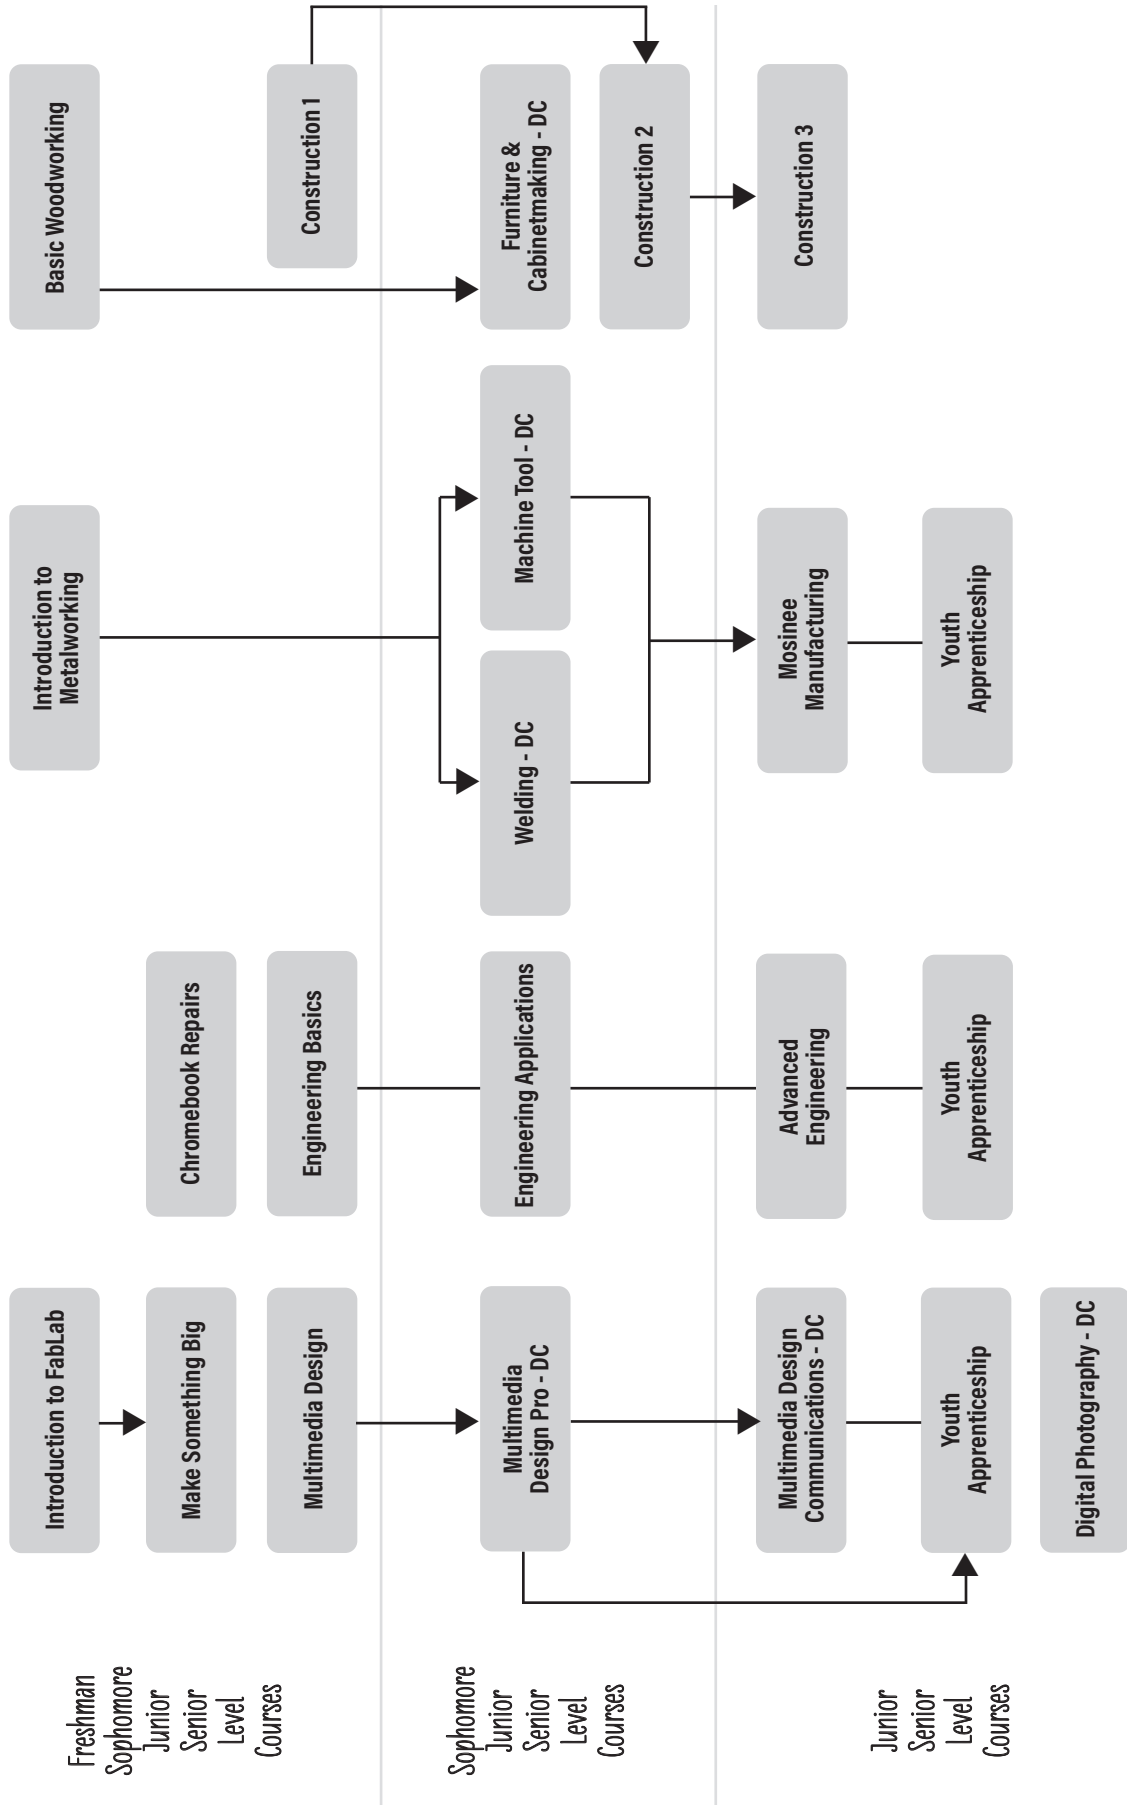 Freshman
Sophomore
Junior
Senior
Level
Courses
Introduction to FabLab
Make Something Big
Multimedia Design
Chromebook Repairs
Engineering Basics
Introduction to
Metalworking
Basic Woodworking
Construction 1
Sophomore
Junior
Senior
Level
Courses
Multimedia
Design Pro - DC
Engineering Applications
Welding - DC
Machine Tool - DC
Furniture &
Cabinetmaking - DC
Construction 2
Junior
Senior
Level
Courses
Multimedia Design
Communications - DC
Youth
Apprenticeship
Digital Photography - DC
Advanced
Engineering
Youth
Apprenticeship
Mosinee
Manufacturing
Youth
Apprenticeship
Construction 3